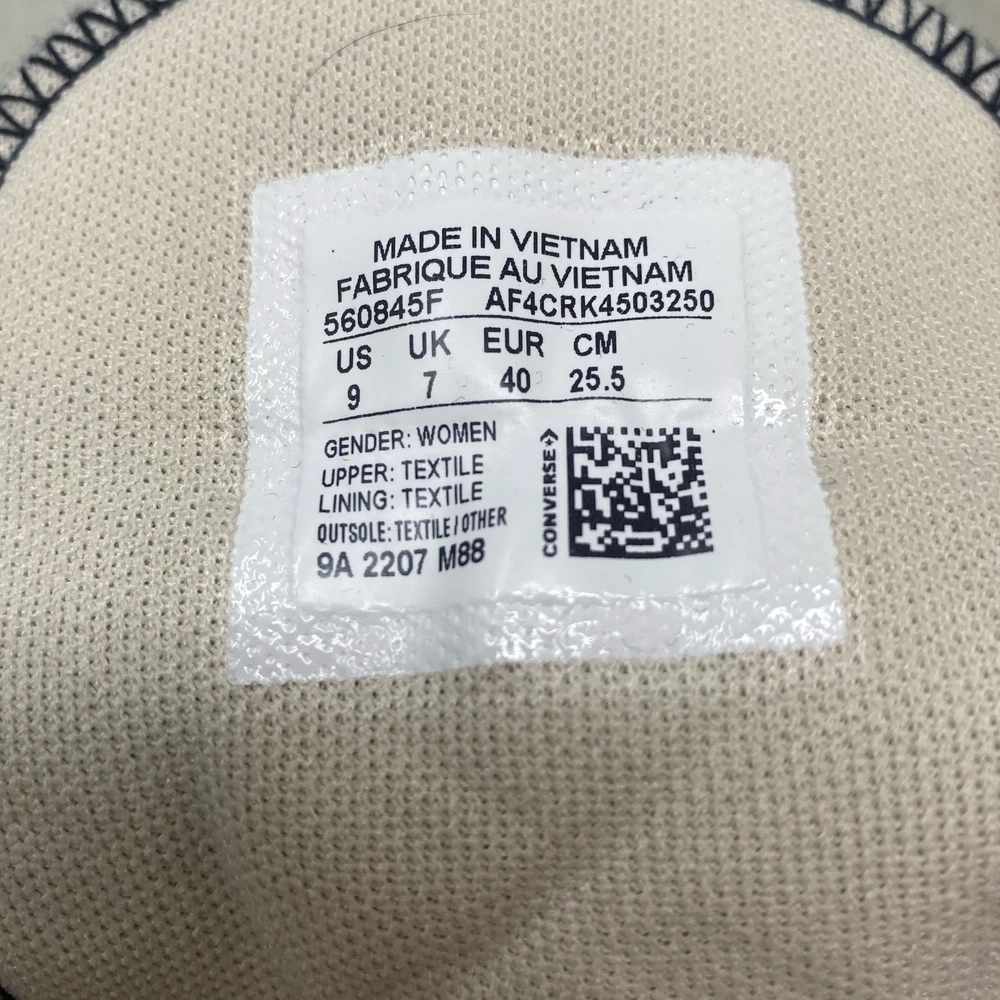 MADE IN VIETNAM
FABRIQUE AU VIETNAM
560845F AF4CRK4503250
US UK EUR CM
9 7 40 25.5
GENDER: WOMEN
UPPER: TEXTILE
LINING: TEXTILE
OUTSOLE: TEXTILE / OTHER
9A 2207 M88
CONVERSE